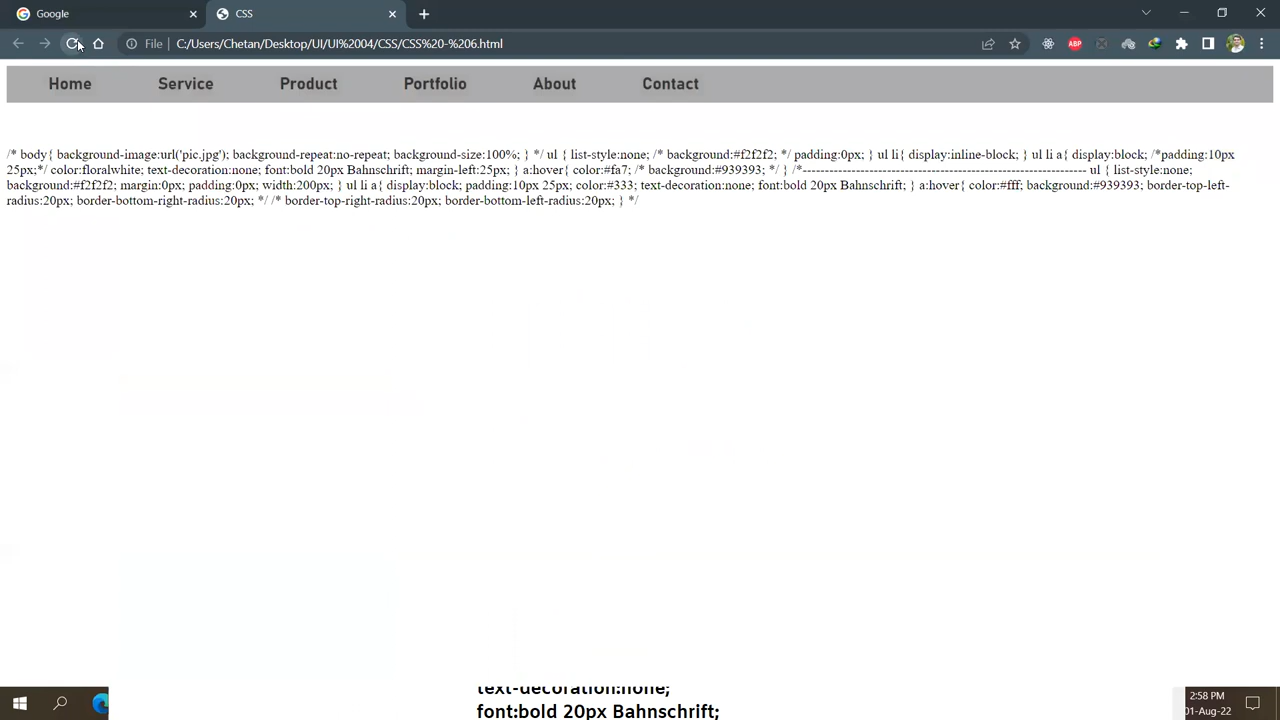 Google
CSS
File
C:/Users/Chetan/Desktop/UI/UI%2004/CSS/CSS%20-%206.html
ABP
Home Service Product Portfolio About Contact
/* body{ background-image:url('pic.jpg'); background-repeat:no-repeat; background-size:100%; } */ ul { list-style:none; /* background:#f2f2f2; */ padding:0px; } ul li{ display:inline-block; } ul li a{ display:block; /*padding:10px
25px;*/ color:floralwhite; text-decoration:none; font:bold 20px Bahnschrift; margin-left:25px; } a:hover{ color:#fa7; /* background:#939393; */ } /*--------------------------------------------------------------- ul { list-style:none;
background:#f2f2f2; margin:0px; padding:0px; width:200px; } ul li a{ display:block; padding:10px 25px; color:#333; text-decoration:none; font:bold 20px Bahnschrift; } a:hover{ color:#fff; background:#939393; border-top-left-
radius:20px; border-bottom-right-radius:20px; */ /* border-top-right-radius:20px; border-bottom-left-radius:20px; } */
text-decoration:none;
font:bold 20px Bahnschrift;
2:58 PM
01-Aug-22